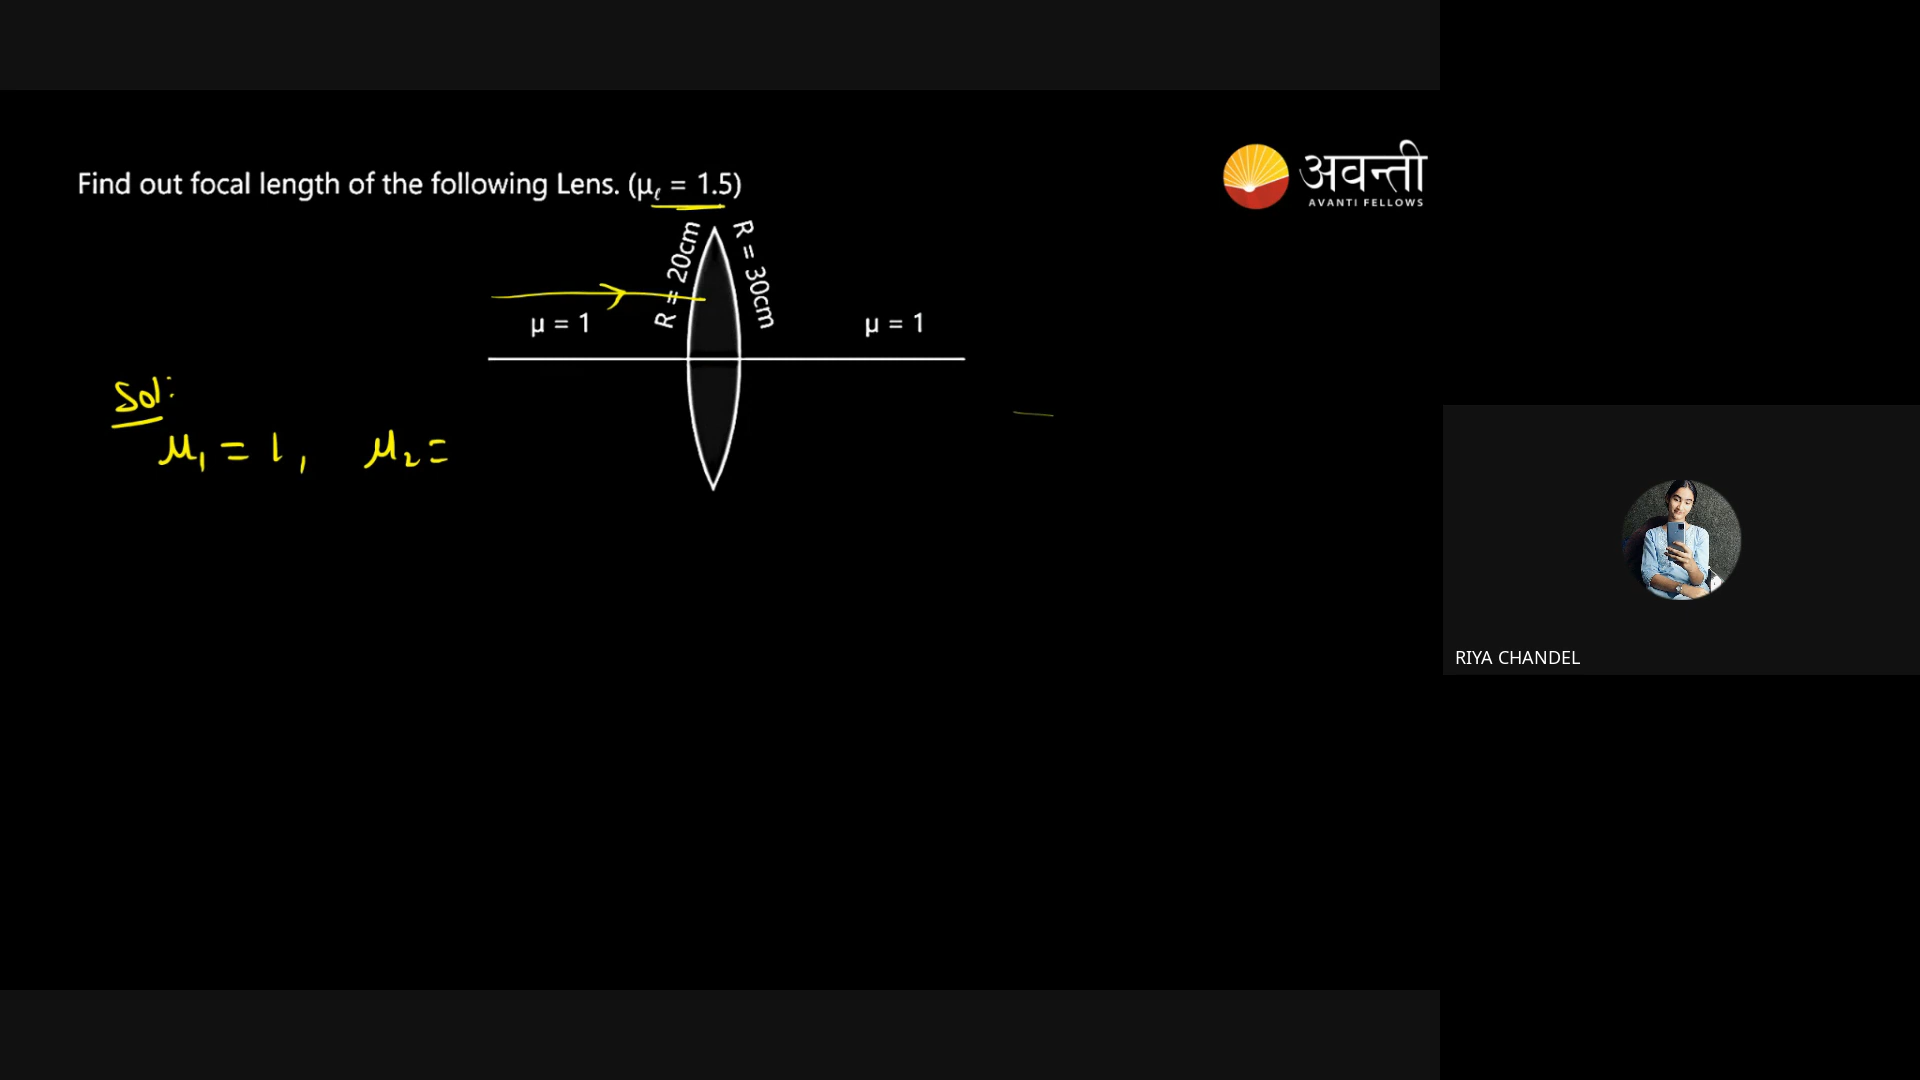 Find out focal length of the following Lens. (μℓ = 1.5)
अवन्ती
AVANTI FELLOWS
R = 20cm
R = 30cm
μ = 1
μ = 1
Sol:
μ₁ = 1, μ₂ =
RIYA CHANDEL